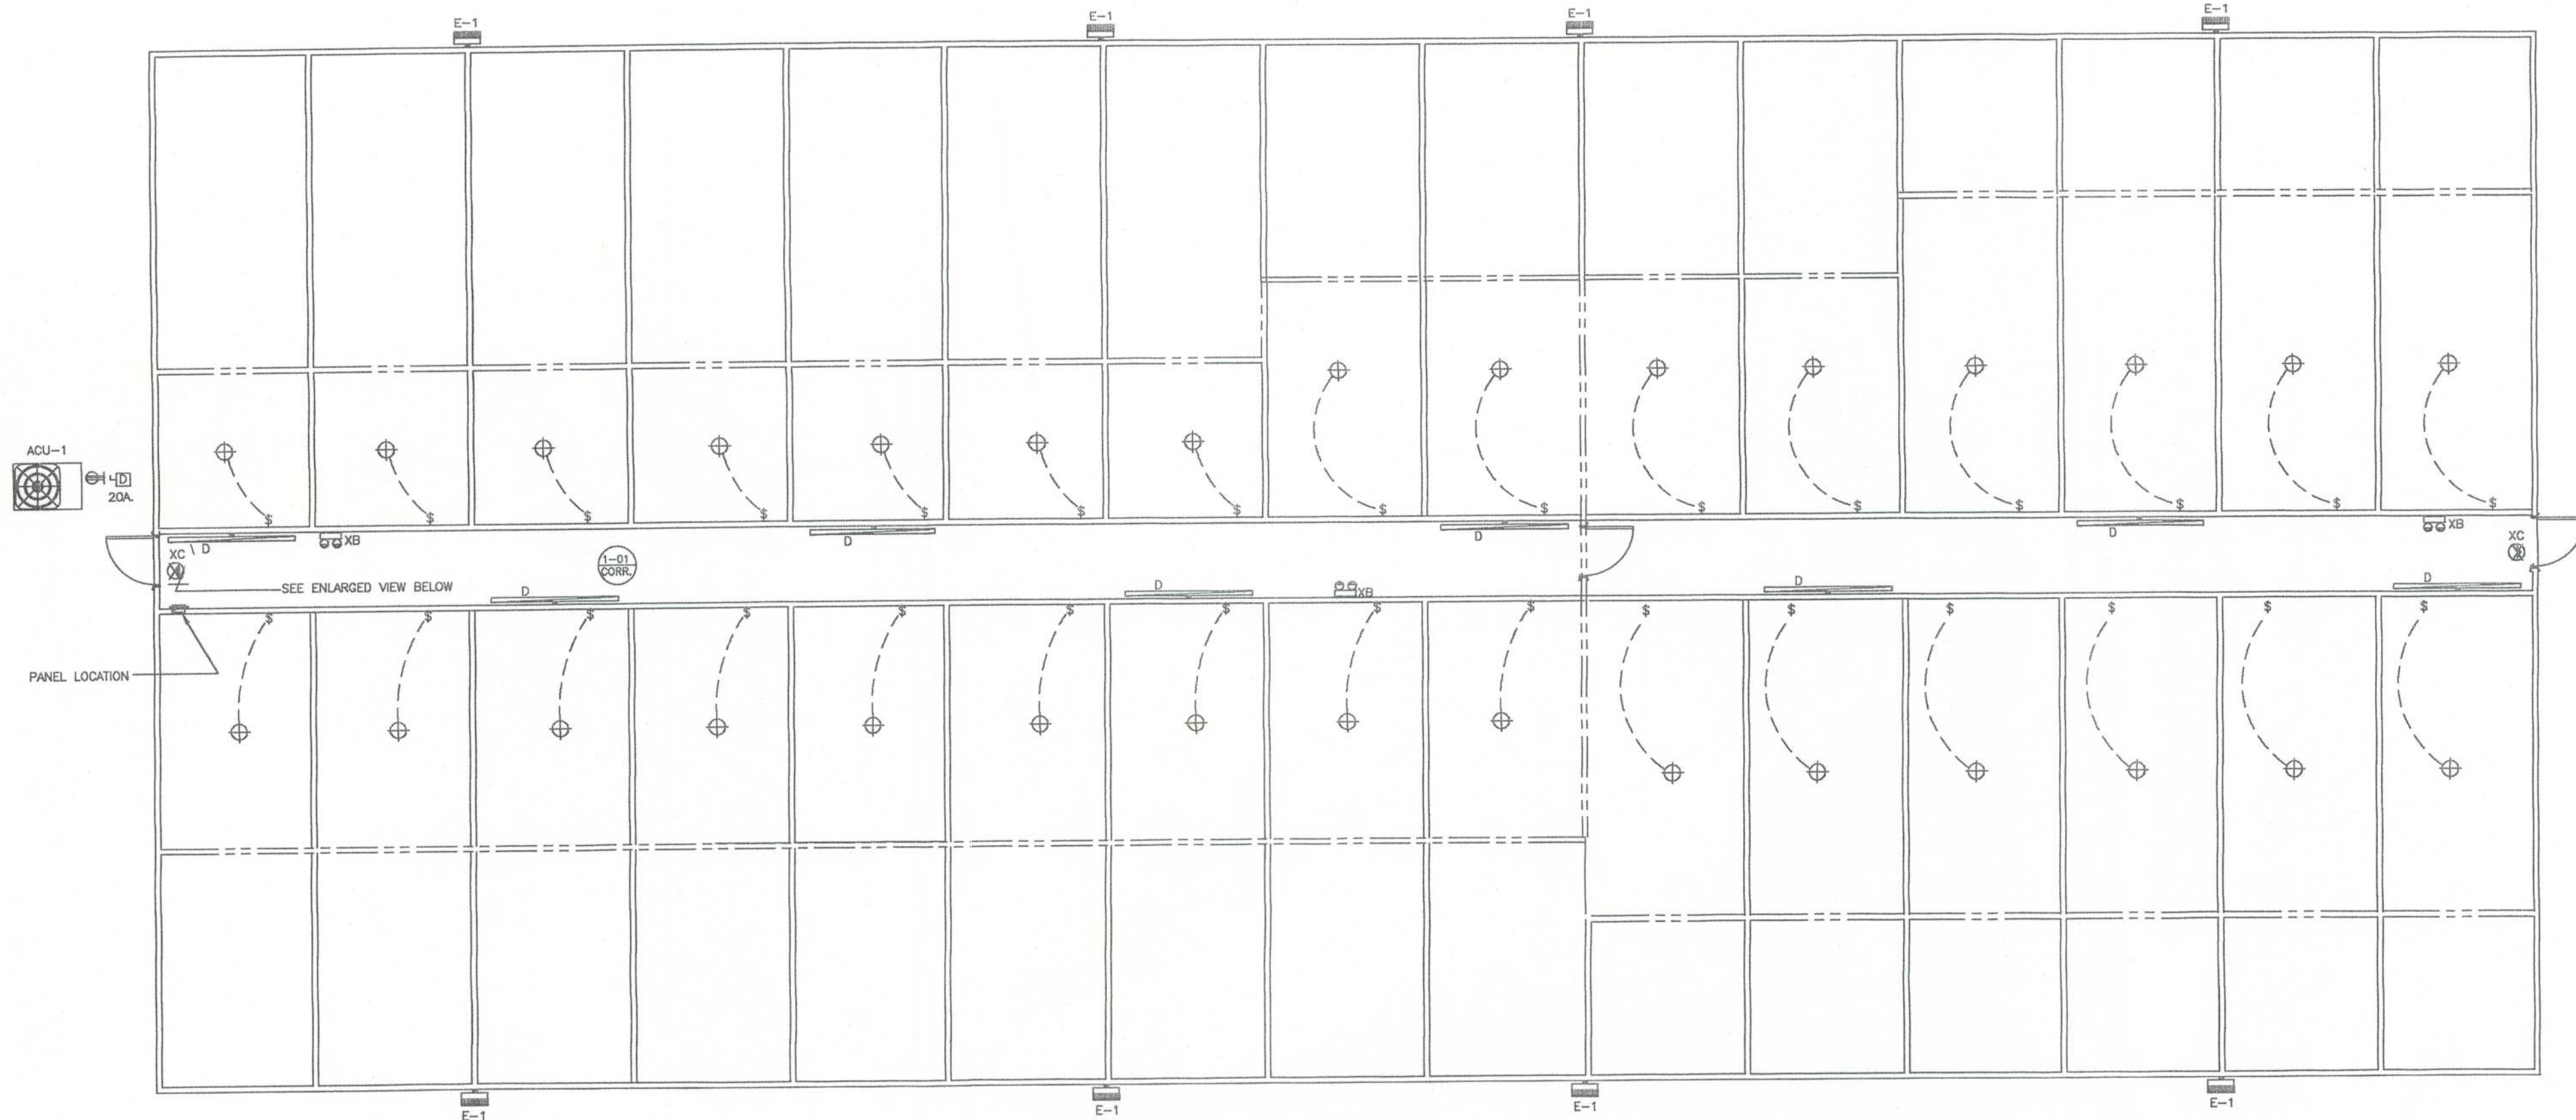 E-1
E-1
E-1
E-1
ACU-1
D
20A.
XC
D
XB
D
D
D
XB
XC
1-01
CORR.
SEE ENLARGED VIEW BELOW
D
D
XB
D
D
PANEL LOCATION
$ $ $ $ $ $ $ $ $ $ $ $ $ $ $
$ $ $ $ $ $ $ $ $ $ $ $ $ $ $
E-1
E-1
E-1
E-1